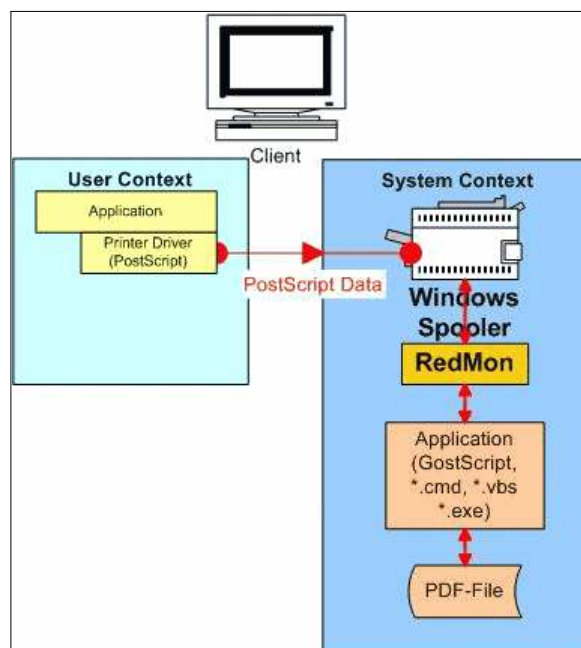 Client
User Context
Application
Printer Driver
(PostScript)
PostScript Data
System Context
Windows
Spooler
RedMon
Application
(GostScript,
*.cmd, *.vbs
*.exe)
PDF-File